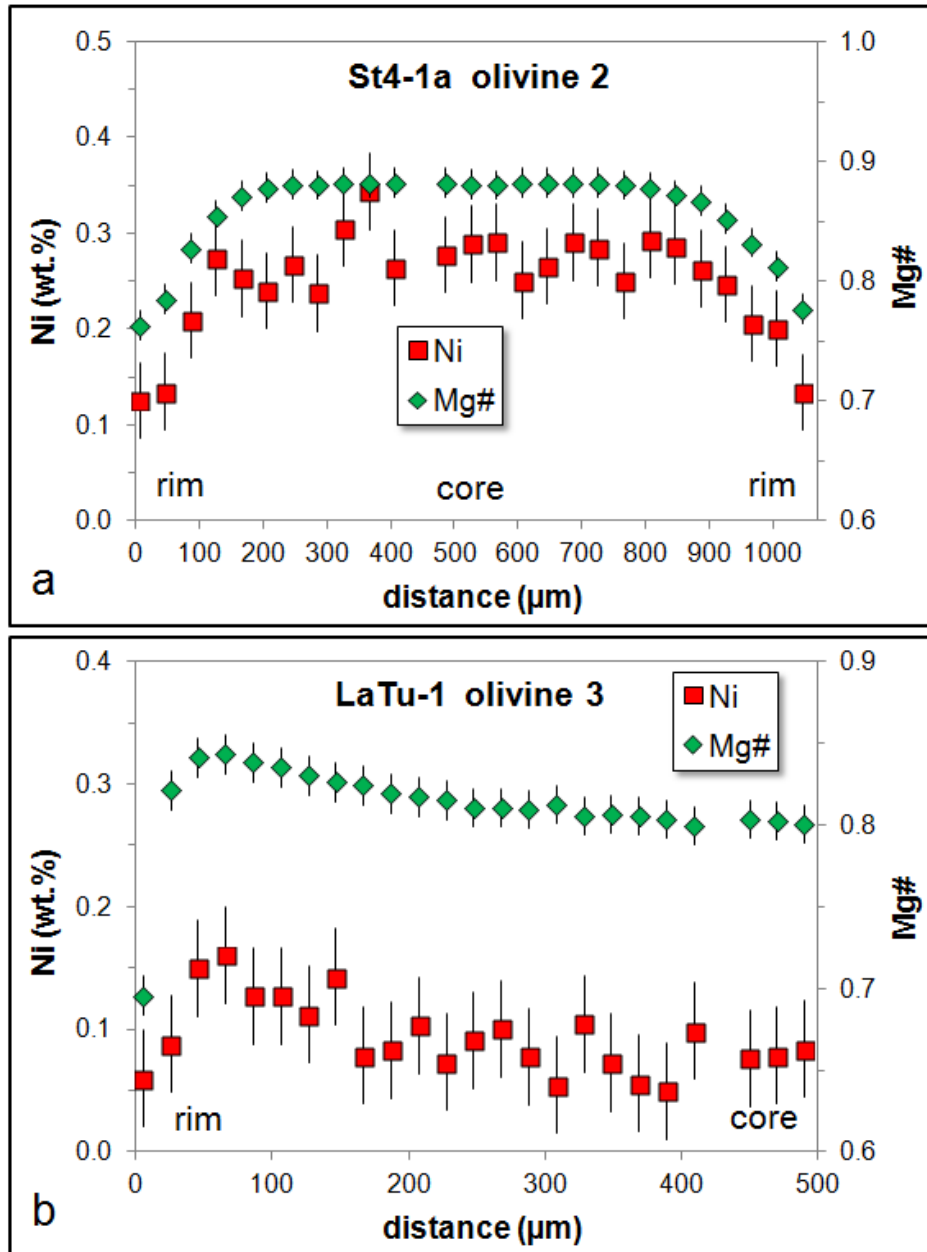 St4-1a olivine 2
Ni (wt.%)
0.5
0.4
0.3
0.2
0.1
0.0
Mg#
1.0
0.9
0.8
0.7
0.6
Ni
Mg#
rim
core
rim
0 100 200 300 400 500 600 700 800 900 1000
distance (µm)
a
LaTu-1 olivine 3
Ni (wt.%)
0.4
0.3
0.2
0.1
0.0
Mg#
0.9
0.8
0.7
0.6
Ni
Mg#
rim
core
0 100 200 300 400 500
distance (µm)
b